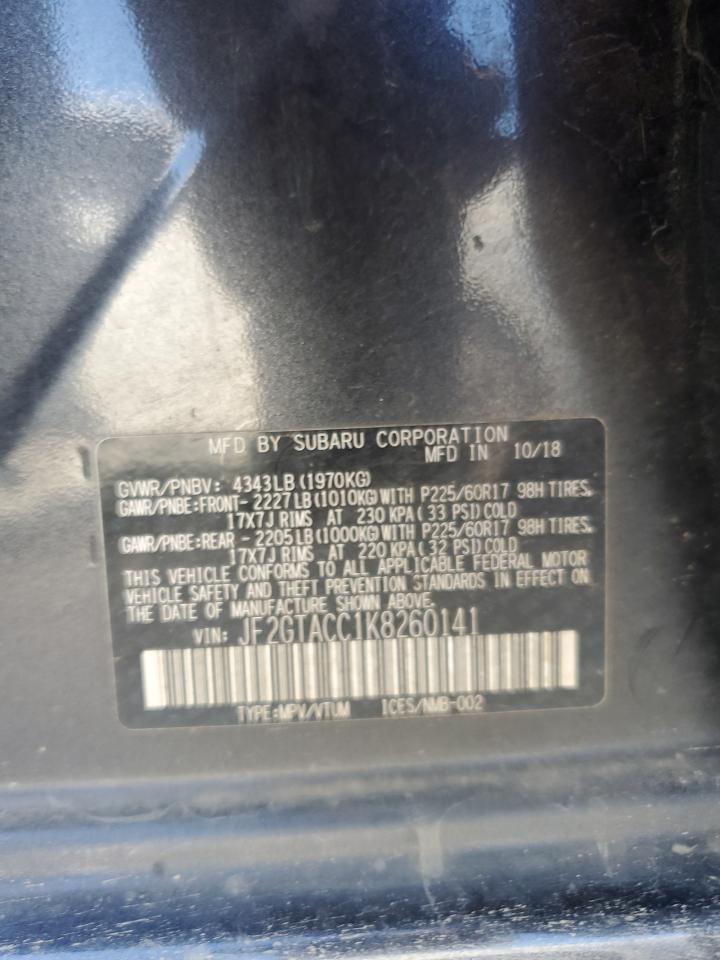 MFD BY SUBARU CORPORATION
MFD IN 10/18
GVWR/PNBV: 4343LB(1970KG)
GAWR/PNBE:FRONT- 2227LB(1010KG)WITH P225/60R17 98H TIRES,
17X7J RIMS AT 230 KPA( 33 PSI)COLD
GAWR/PNBE:REAR - 2205LB(1000KG)WITH P225/60R17 98H TIRES,
17X7J RIMS AT 220 KPA( 32 PSI)COLD
THIS VEHICLE CONFORMS TO ALL APPLICABLE FEDERAL MOTOR
VEHICLE SAFETY AND THEFT PREVENTION STANDARDS IN EFFECT ON
THE DATE OF MANUFACTURE SHOWN ABOVE.
VIN: JF2GTACC1K8260141
TYPE:MPV/VTUM ICES/NMB-002